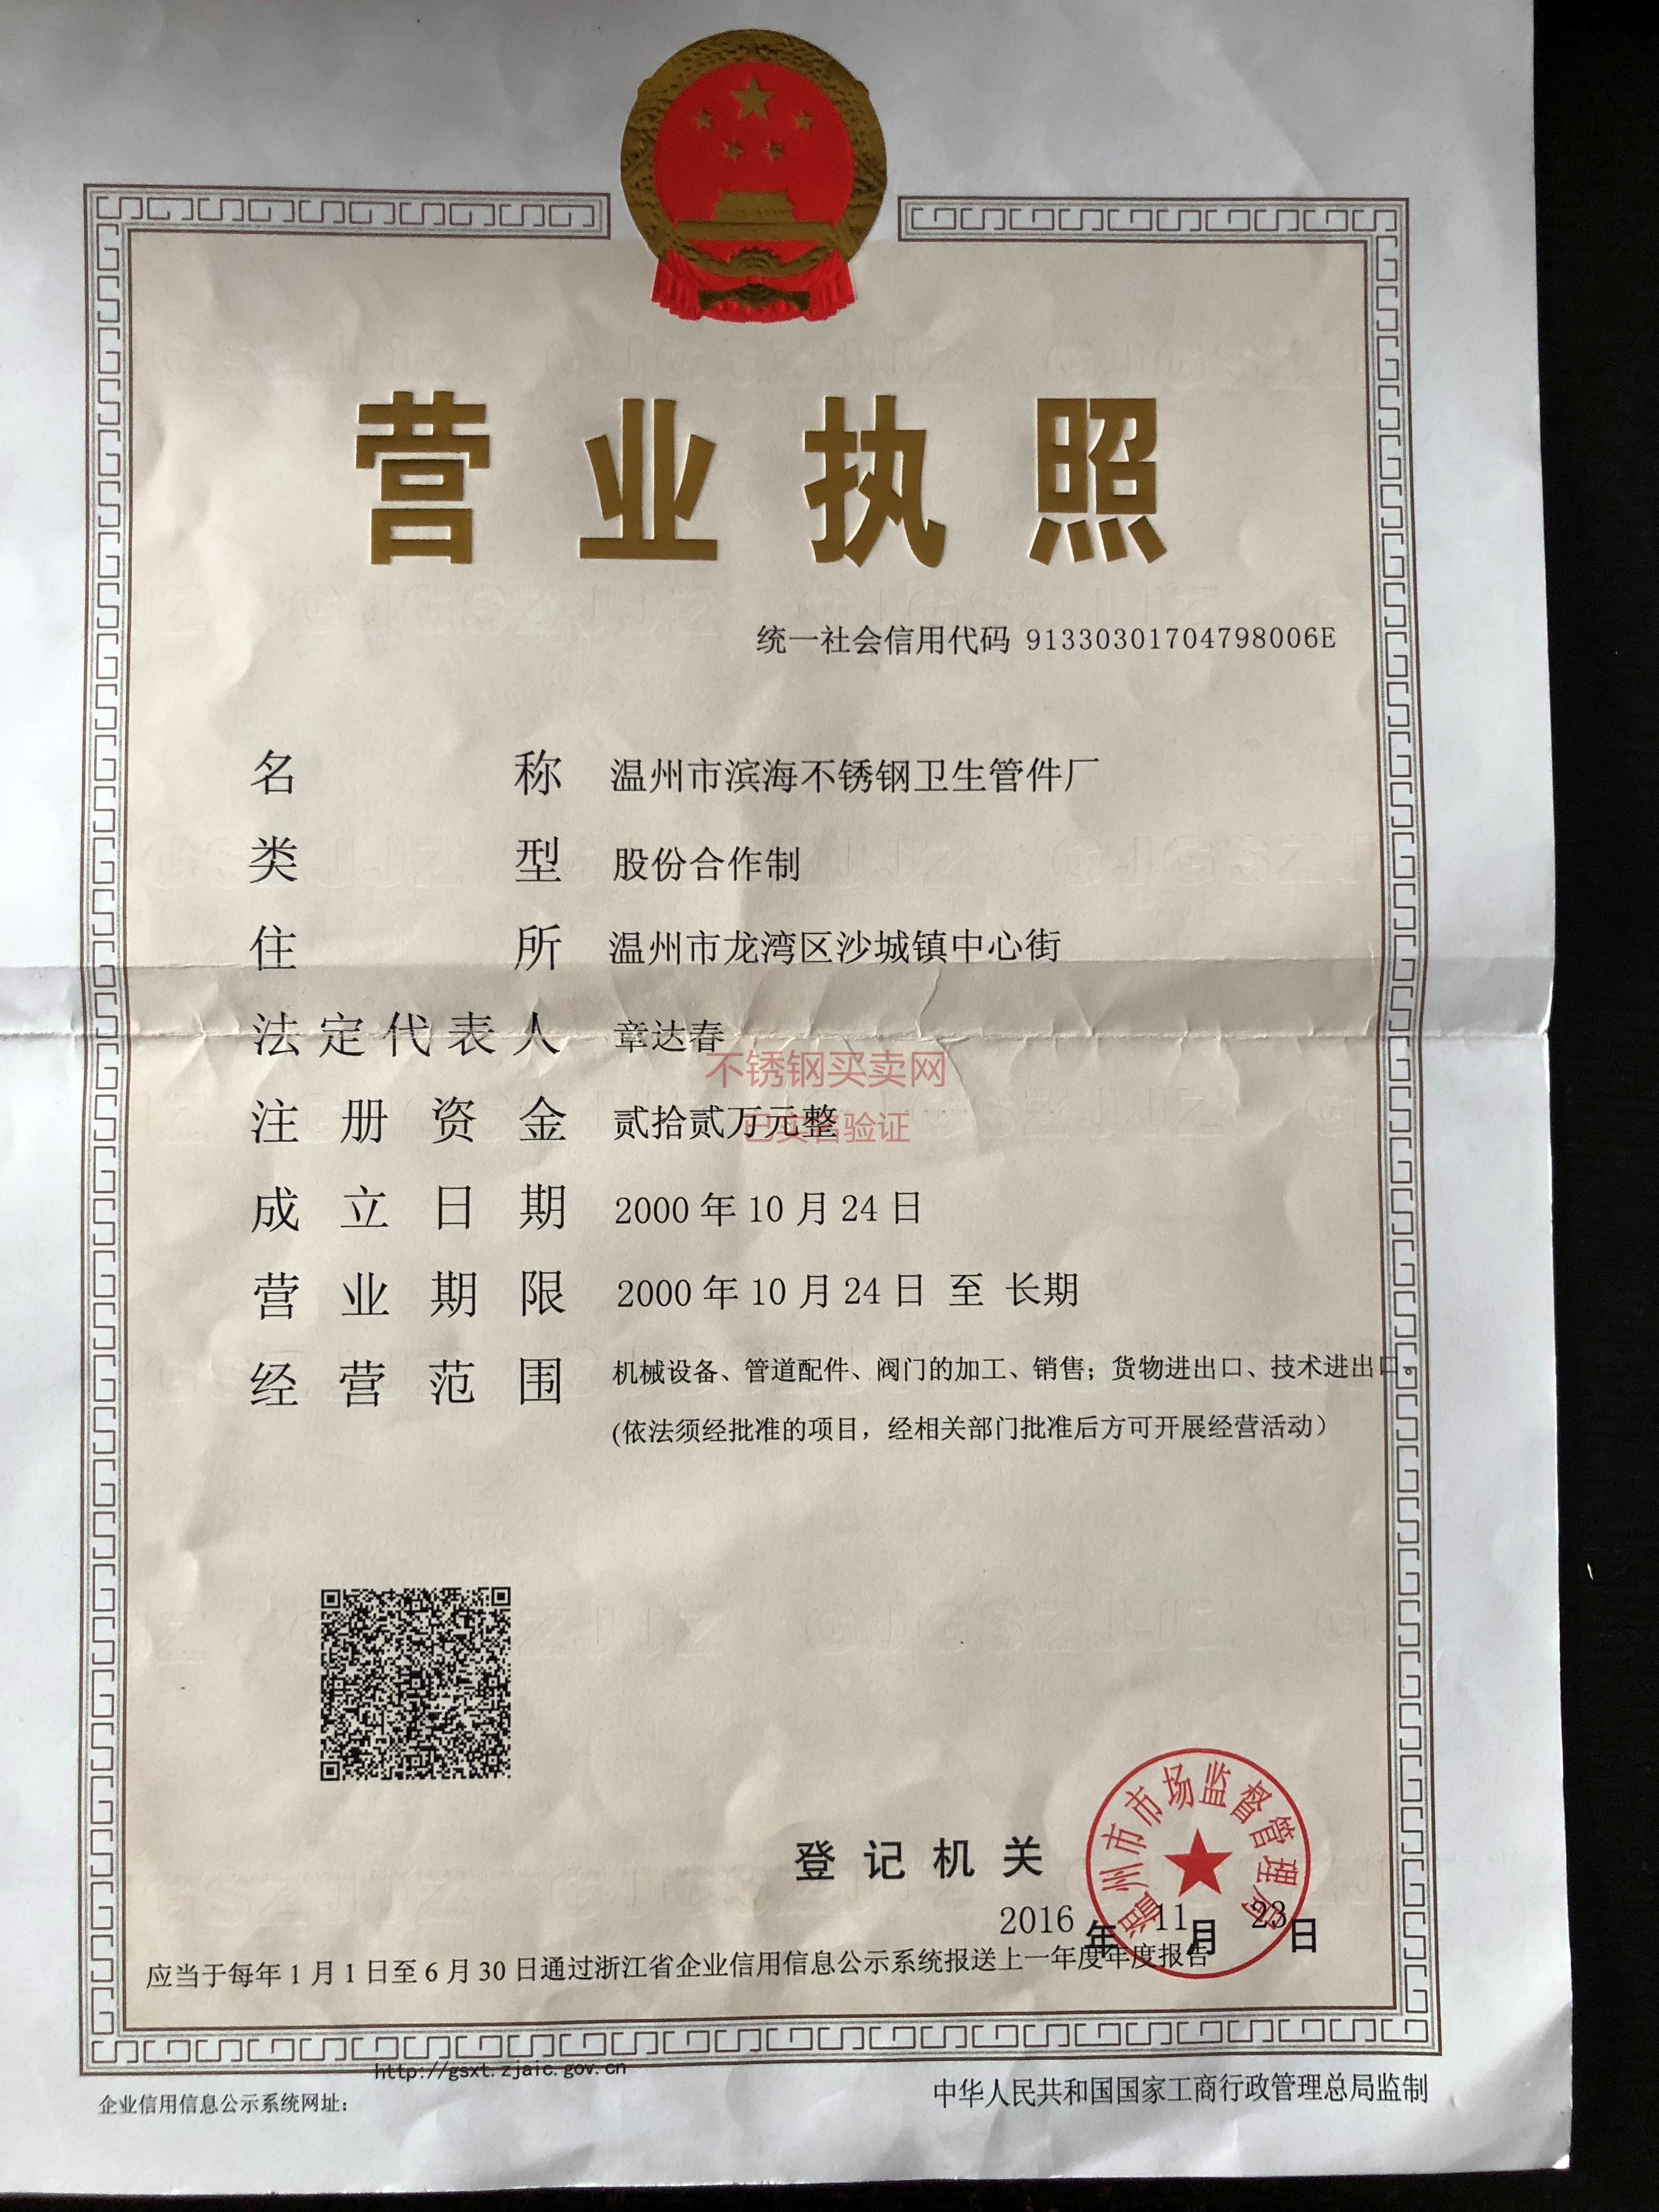 营业执照
统一社会信用代码 91330301704798006E
名称 温州市滨海不锈钢卫生管件厂
类型 股份合作制
住所 温州市龙湾区沙城镇中心街
法定代表人 章达春
不锈钢买卖网
注册资金 贰拾贰万元整
已实名验证
成立日期 2000年10月24日
营业期限 2000年10月24日 至 长期
经营范围 机械设备、管道配件、阀门的加工、销售；货物进出口、技术进出口。
(依法须经批准的项目，经相关部门批准后方可开展经营活动）
登记机关
温州市市场监督管理局
2016年11月23日
应当于每年1月1日至6月30日通过浙江省企业信用信息公示系统报送上一年度年度报告
http://gsxt.zjaic.gov.cn
企业信用信息公示系统网址：
中华人民共和国国家工商行政管理总局监制